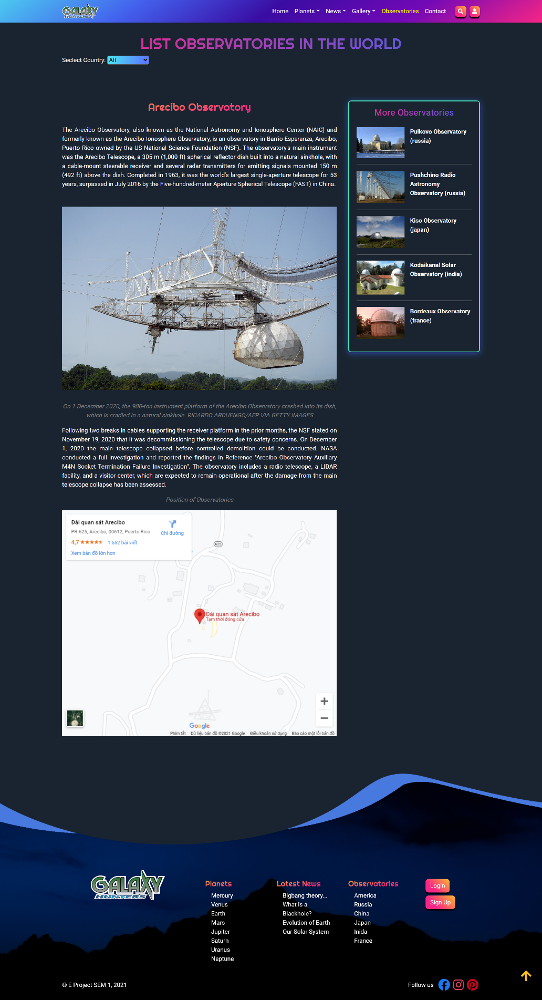 GALAXY
HUNTERS
Home Planets News Gallery Observatories Contact
LIST OBSERVATORIES IN THE WORLD
Seclect Country: All
Arecibo Observatory
The Arecibo Observatory, also known as the National Astronomy and Ionosphere Center (NAIC) and
formerly known as the Arecibo Ionosphere Observatory, is an observatory in Barrio Esperanza, Arecibo,
Puerto Rico owned by the US National Science Foundation (NSF). The observatory's main instrument
was the Arecibo Telescope, a 305 m (1,000 ft) spherical reflector dish built into a natural sinkhole, with
a cable-mount steerable receiver and several radar transmitters for emitting signals mounted 150 m
(492 ft) above the dish. Completed in 1963, it was the world's largest single-aperture telescope for 53
years, surpassed in July 2016 by the Five-hundred-meter Aperture Spherical Telescope (FAST) in China.
On 1 December 2020, the 900-ton instrument platform of the Arecibo Observatory crashed into its dish,
which is cradled in a natural sinkhole. RICARDO ARDUENGO/AFP VIA GETTY IMAGES
Following two breaks in cables supporting the receiver platform in the prior months, the NSF stated on
November 19, 2020 that it was decommissioning the telescope due to safety concerns. On December
1, 2020 the main telescope collapsed before controlled demolition could be conducted. NASA
conducted a full investigation and reported the findings in Reference "Arecibo Observatory Auxiliary
M4N Socket Termination Failure Investigation". The observatory includes a radio telescope, a LIDAR
facility, and a visitor center, which are expected to remain operational after the damage from the main
telescope collapse has been assessed.
Position of Observatories
Đài quan sát Arecibo
PR-625, Arecibo, 00612, Puerto Rico
Chỉ đường
4,7 ★★★★★ 1.552 bài viết
Xem bản đồ lớn hơn
625
Đài quan sát Arecibo
Tạm thời đóng cửa
Google
Phím tắt Dữ liệu bản đồ ©2021 Google Điều khoản sử dụng Báo cáo một lỗi bản đồ
More Observatories
Pulkovo Observatory
(russia)
Pushchino Radio
Astronomy
Observatory (russia)
Kiso Observatory
(japan)
Kodaikanal Solar
Observatory (india)
Bordeaux Observatory
(france)
GALAXY
HUNTERS
Planets
Mercury
Venus
Earth
Mars
Jupiter
Saturn
Uranus
Neptune
Latest News
Bigbang theory...
What is a
Blackhole?
Evolution of Earth
Our Solar System
Observatories
America
Russia
China
Japan
Inida
France
Login
Sign Up
© E Project SEM 1, 2021
Follow us